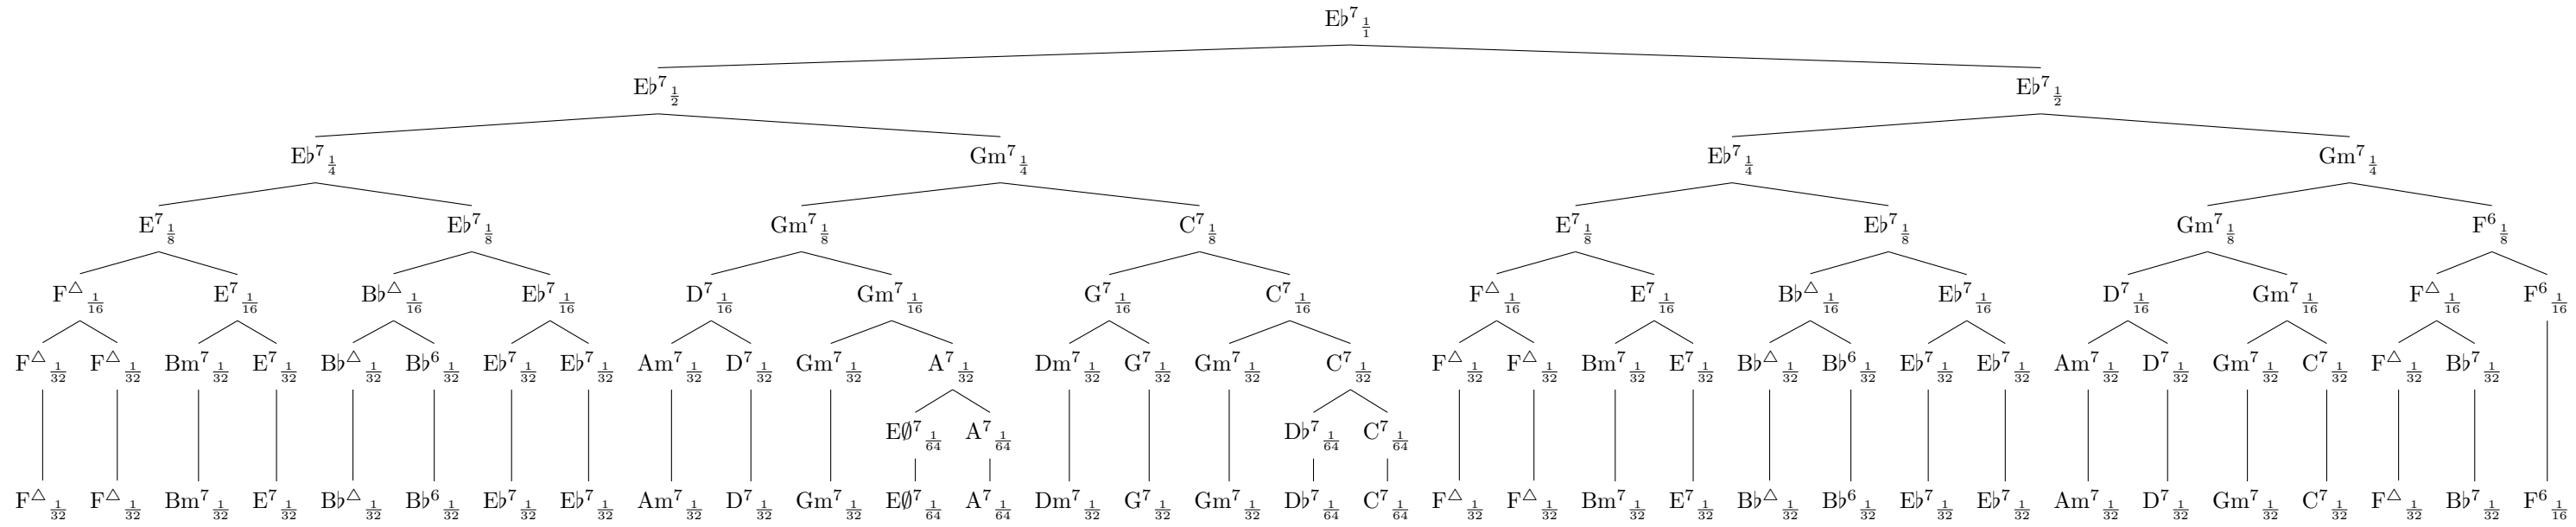 E♭⁷ 1/1
E♭⁷ 1/2 E♭⁷ 1/2
E♭⁷ 1/4 Gm⁷ 1/4 E♭⁷ 1/4 Gm⁷ 1/4
E⁷ 1/8 E♭⁷ 1/8 Gm⁷ 1/8 C⁷ 1/8 E⁷ 1/8 E♭⁷ 1/8 Gm⁷ 1/8 F⁶ 1/8
F△ 1/16 E⁷ 1/16 B♭△ 1/16 E♭⁷ 1/16 D⁷ 1/16 Gm⁷ 1/16 G⁷ 1/16 C⁷ 1/16 F△ 1/16 E⁷ 1/16 B♭△ 1/16 E♭⁷ 1/16 D⁷ 1/16 Gm⁷ 1/16 F△ 1/16 F⁶ 1/16
F△ 1/32 F△ 1/32 Bm⁷ 1/32 E⁷ 1/32 B♭△ 1/32 B♭⁶ 1/32 E♭⁷ 1/32 E♭⁷ 1/32 Am⁷ 1/32 D⁷ 1/32 Gm⁷ 1/32 A⁷ 1/32 Dm⁷ 1/32 G⁷ 1/32 Gm⁷ 1/32 C⁷ 1/32 F△ 1/32 F△ 1/32 Bm⁷ 1/32 E⁷ 1/32 B♭△ 1/32 B♭⁶ 1/32 E♭⁷ 1/32 E♭⁷ 1/32 Am⁷ 1/32 D⁷ 1/32 Gm⁷ 1/32 C⁷ 1/32 F△ 1/32 B♭⁷ 1/32
E∅⁷ 1/64 A⁷ 1/64 D♭⁷ 1/64 C⁷ 1/64
F△ 1/32 F△ 1/32 Bm⁷ 1/32 E⁷ 1/32 B♭△ 1/32 B♭⁶ 1/32 E♭⁷ 1/32 E♭⁷ 1/32 Am⁷ 1/32 D⁷ 1/32 Gm⁷ 1/32 E∅⁷ 1/64 A⁷ 1/64 Dm⁷ 1/32 G⁷ 1/32 Gm⁷ 1/32 D♭⁷ 1/64 C⁷ 1/64 F△ 1/32 F△ 1/32 Bm⁷ 1/32 E⁷ 1/32 B♭△ 1/32 B♭⁶ 1/32 E♭⁷ 1/32 E♭⁷ 1/32 Am⁷ 1/32 D⁷ 1/32 Gm⁷ 1/32 C⁷ 1/32 F△ 1/32 B♭⁷ 1/32 F⁶ 1/16